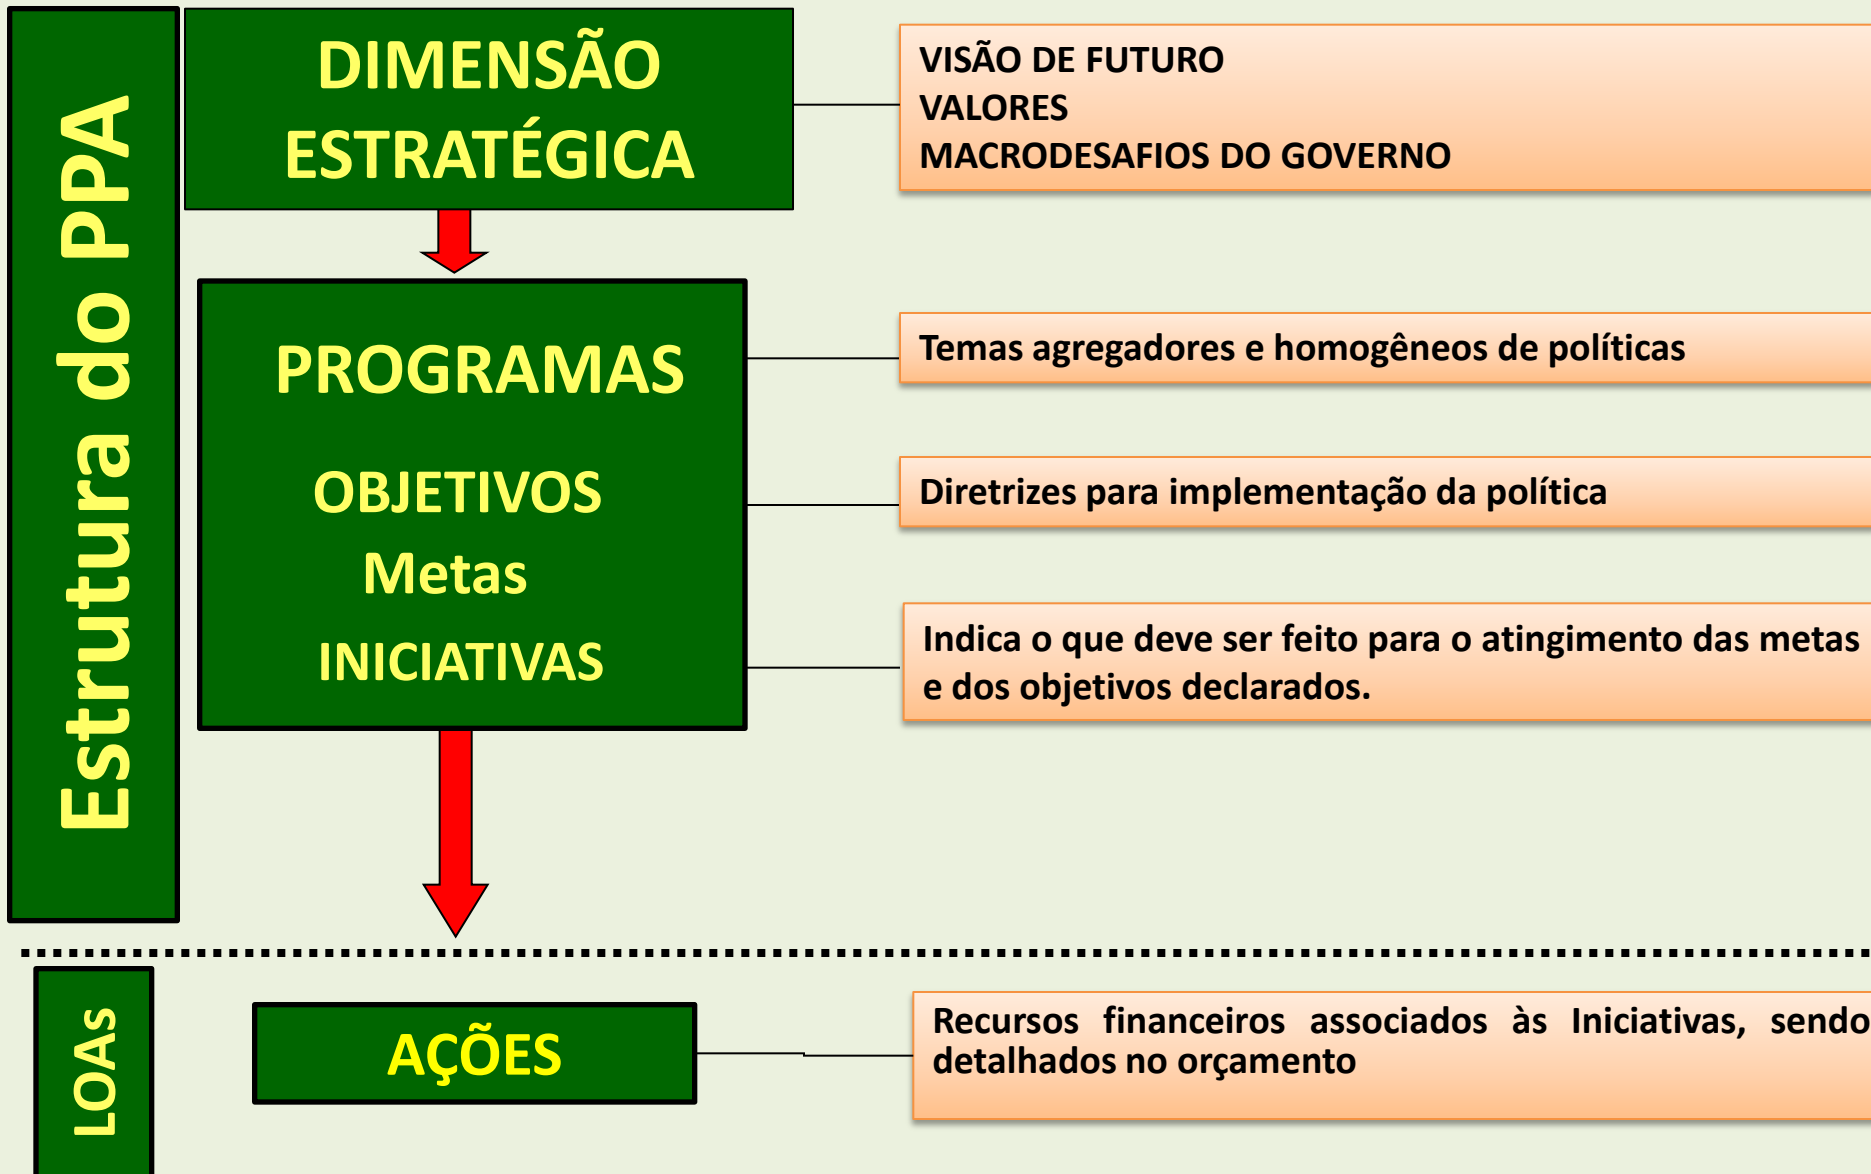 Estrutura do PPA
DIMENSÃO
ESTRATÉGICA
VISÃO DE FUTURO
VALORES
MACRODESAFIOS DO GOVERNO
PROGRAMAS
Temas agregadores e homogêneos de políticas
OBJETIVOS
Diretrizes para implementação da política
Metas
INICIATIVAS
Indica o que deve ser feito para o atingimento das metas
e dos objetivos declarados.
LOAs
AÇÕES
Recursos financeiros associados às Iniciativas, sendo
detalhados no orçamento